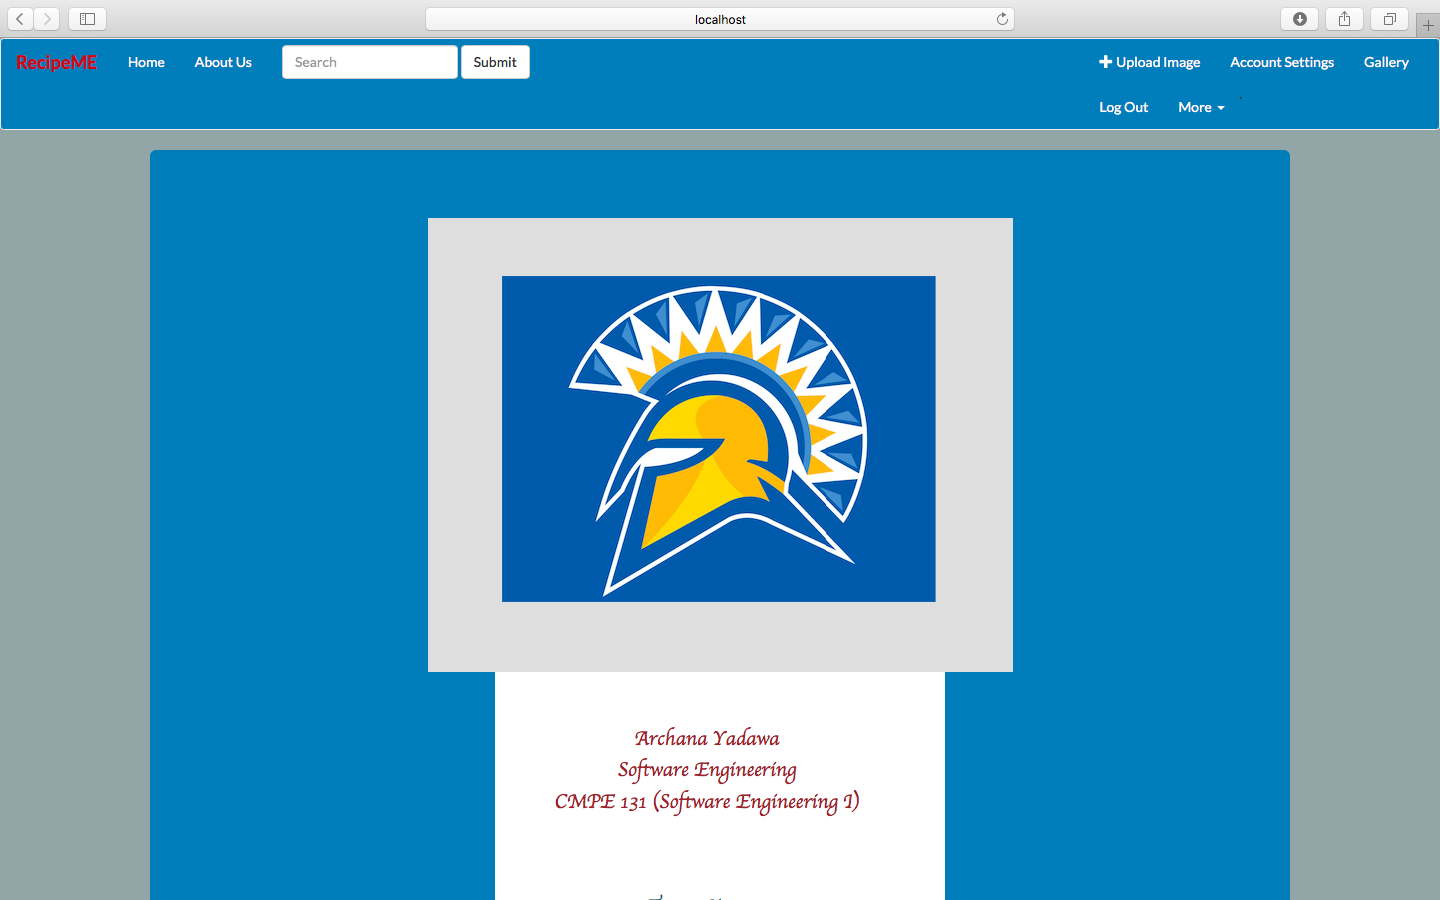 localhost
RecipeME Home About Us Search Submit Upload Image Account Settings Gallery
Log Out More
Archana Yadawa
Software Engineering
CMPE 131 (Software Engineering I)